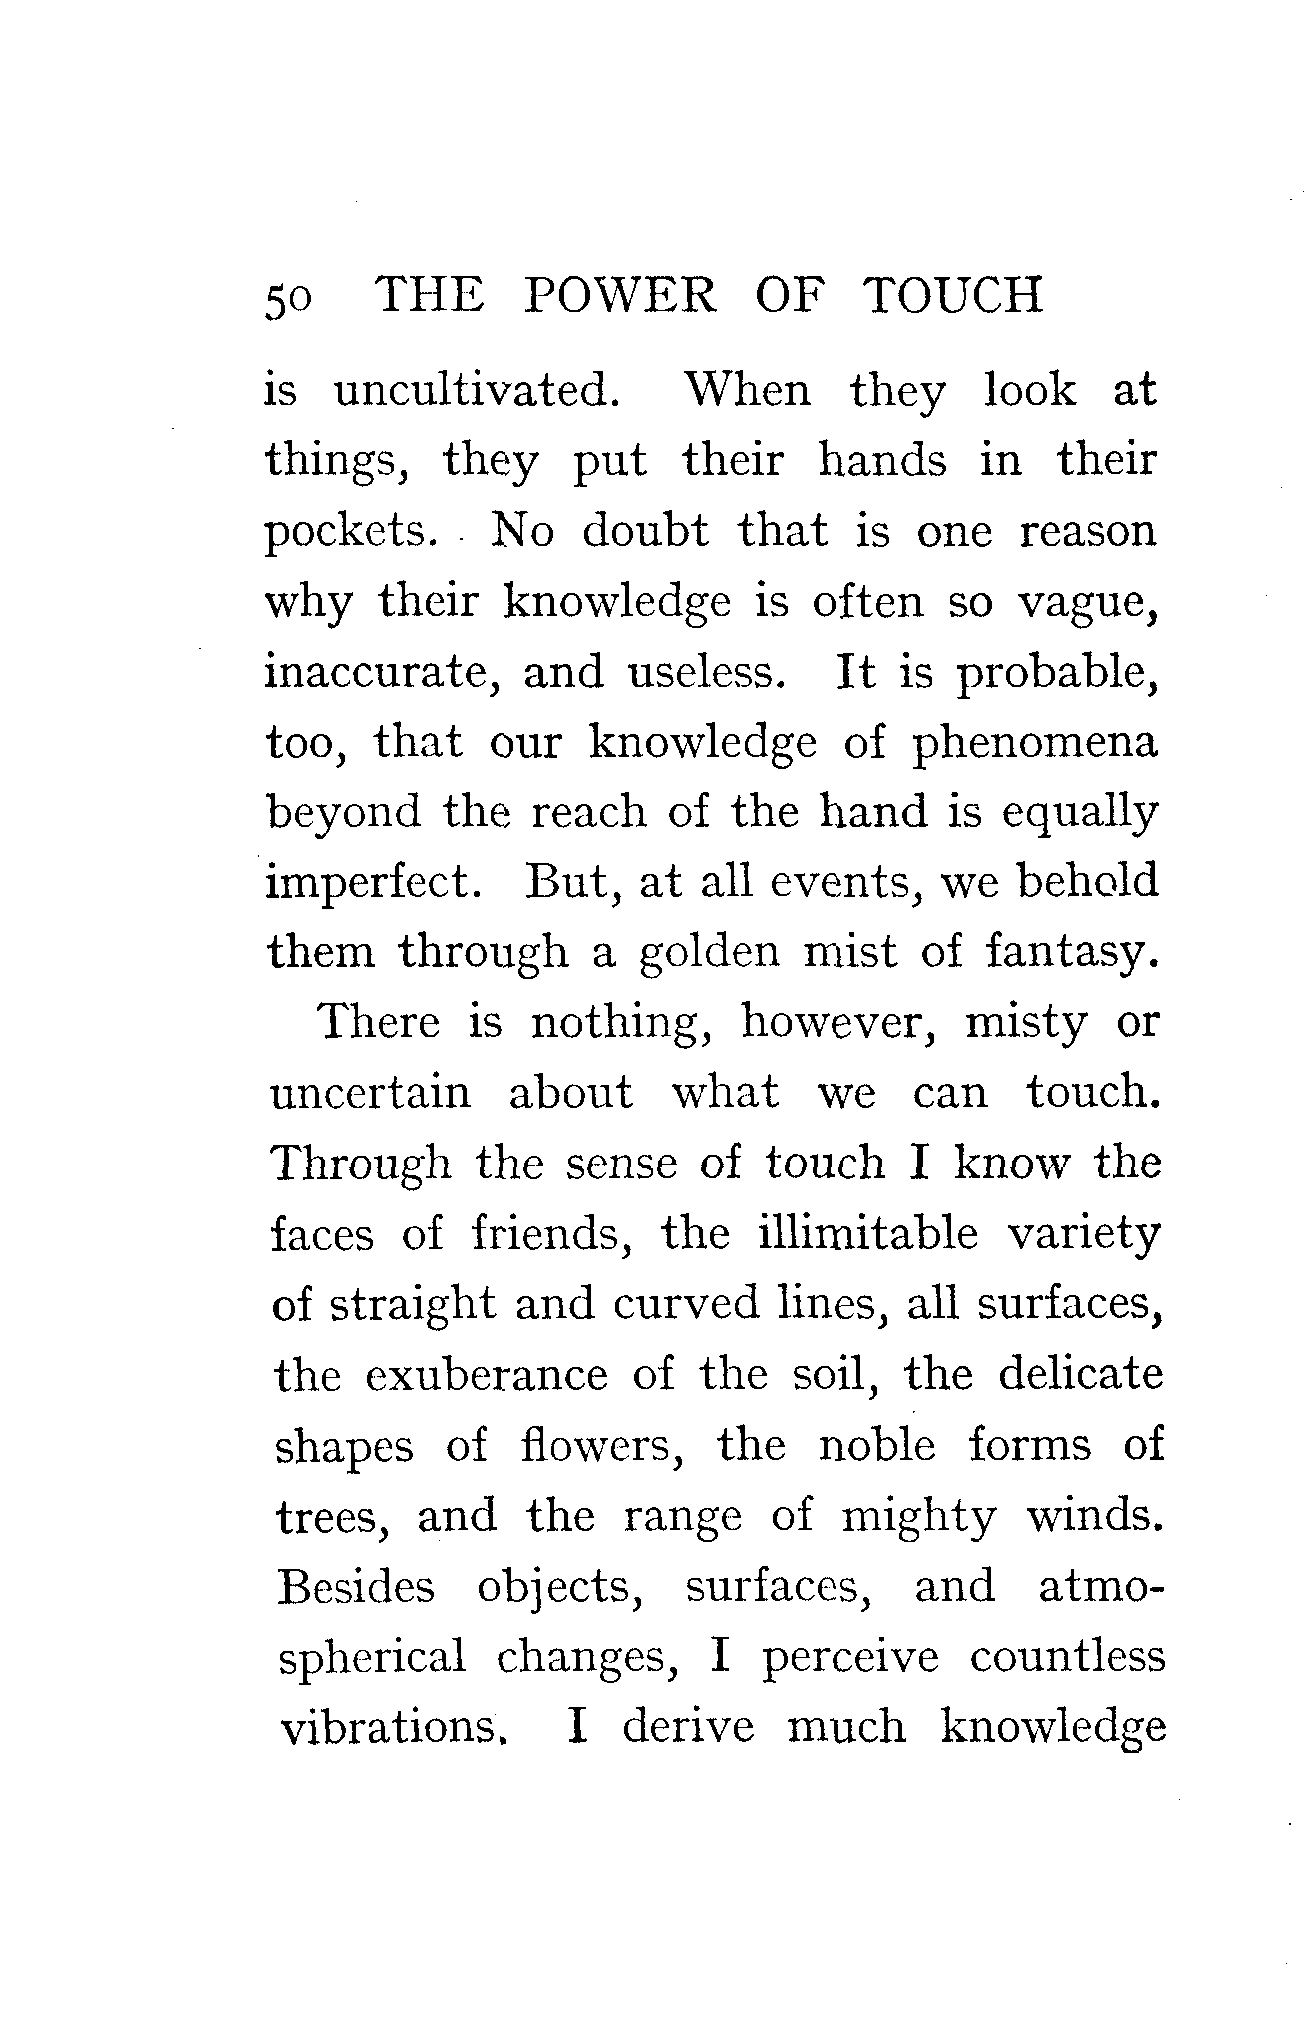 50 THE POWER OF TOUCH
is uncultivated. When they look at
things, they put their hands in their
pockets. No doubt that is one reason
why their knowledge is often so vague,
inaccurate, and useless. It is probable,
too, that our knowledge of phenomena
beyond the reach of the hand is equally
imperfect. But, at all events, we behold
them through a golden mist of fantasy.
There is nothing, however, misty or
uncertain about what we can touch.
Through the sense of touch I know the
faces of friends, the illimitable variety
of straight and curved lines, all surfaces,
the exuberance of the soil, the delicate
shapes of flowers, the noble forms of
trees, and the range of mighty winds.
Besides objects, surfaces, and atmo-
spherical changes, I perceive countless
vibrations. I derive much knowledge